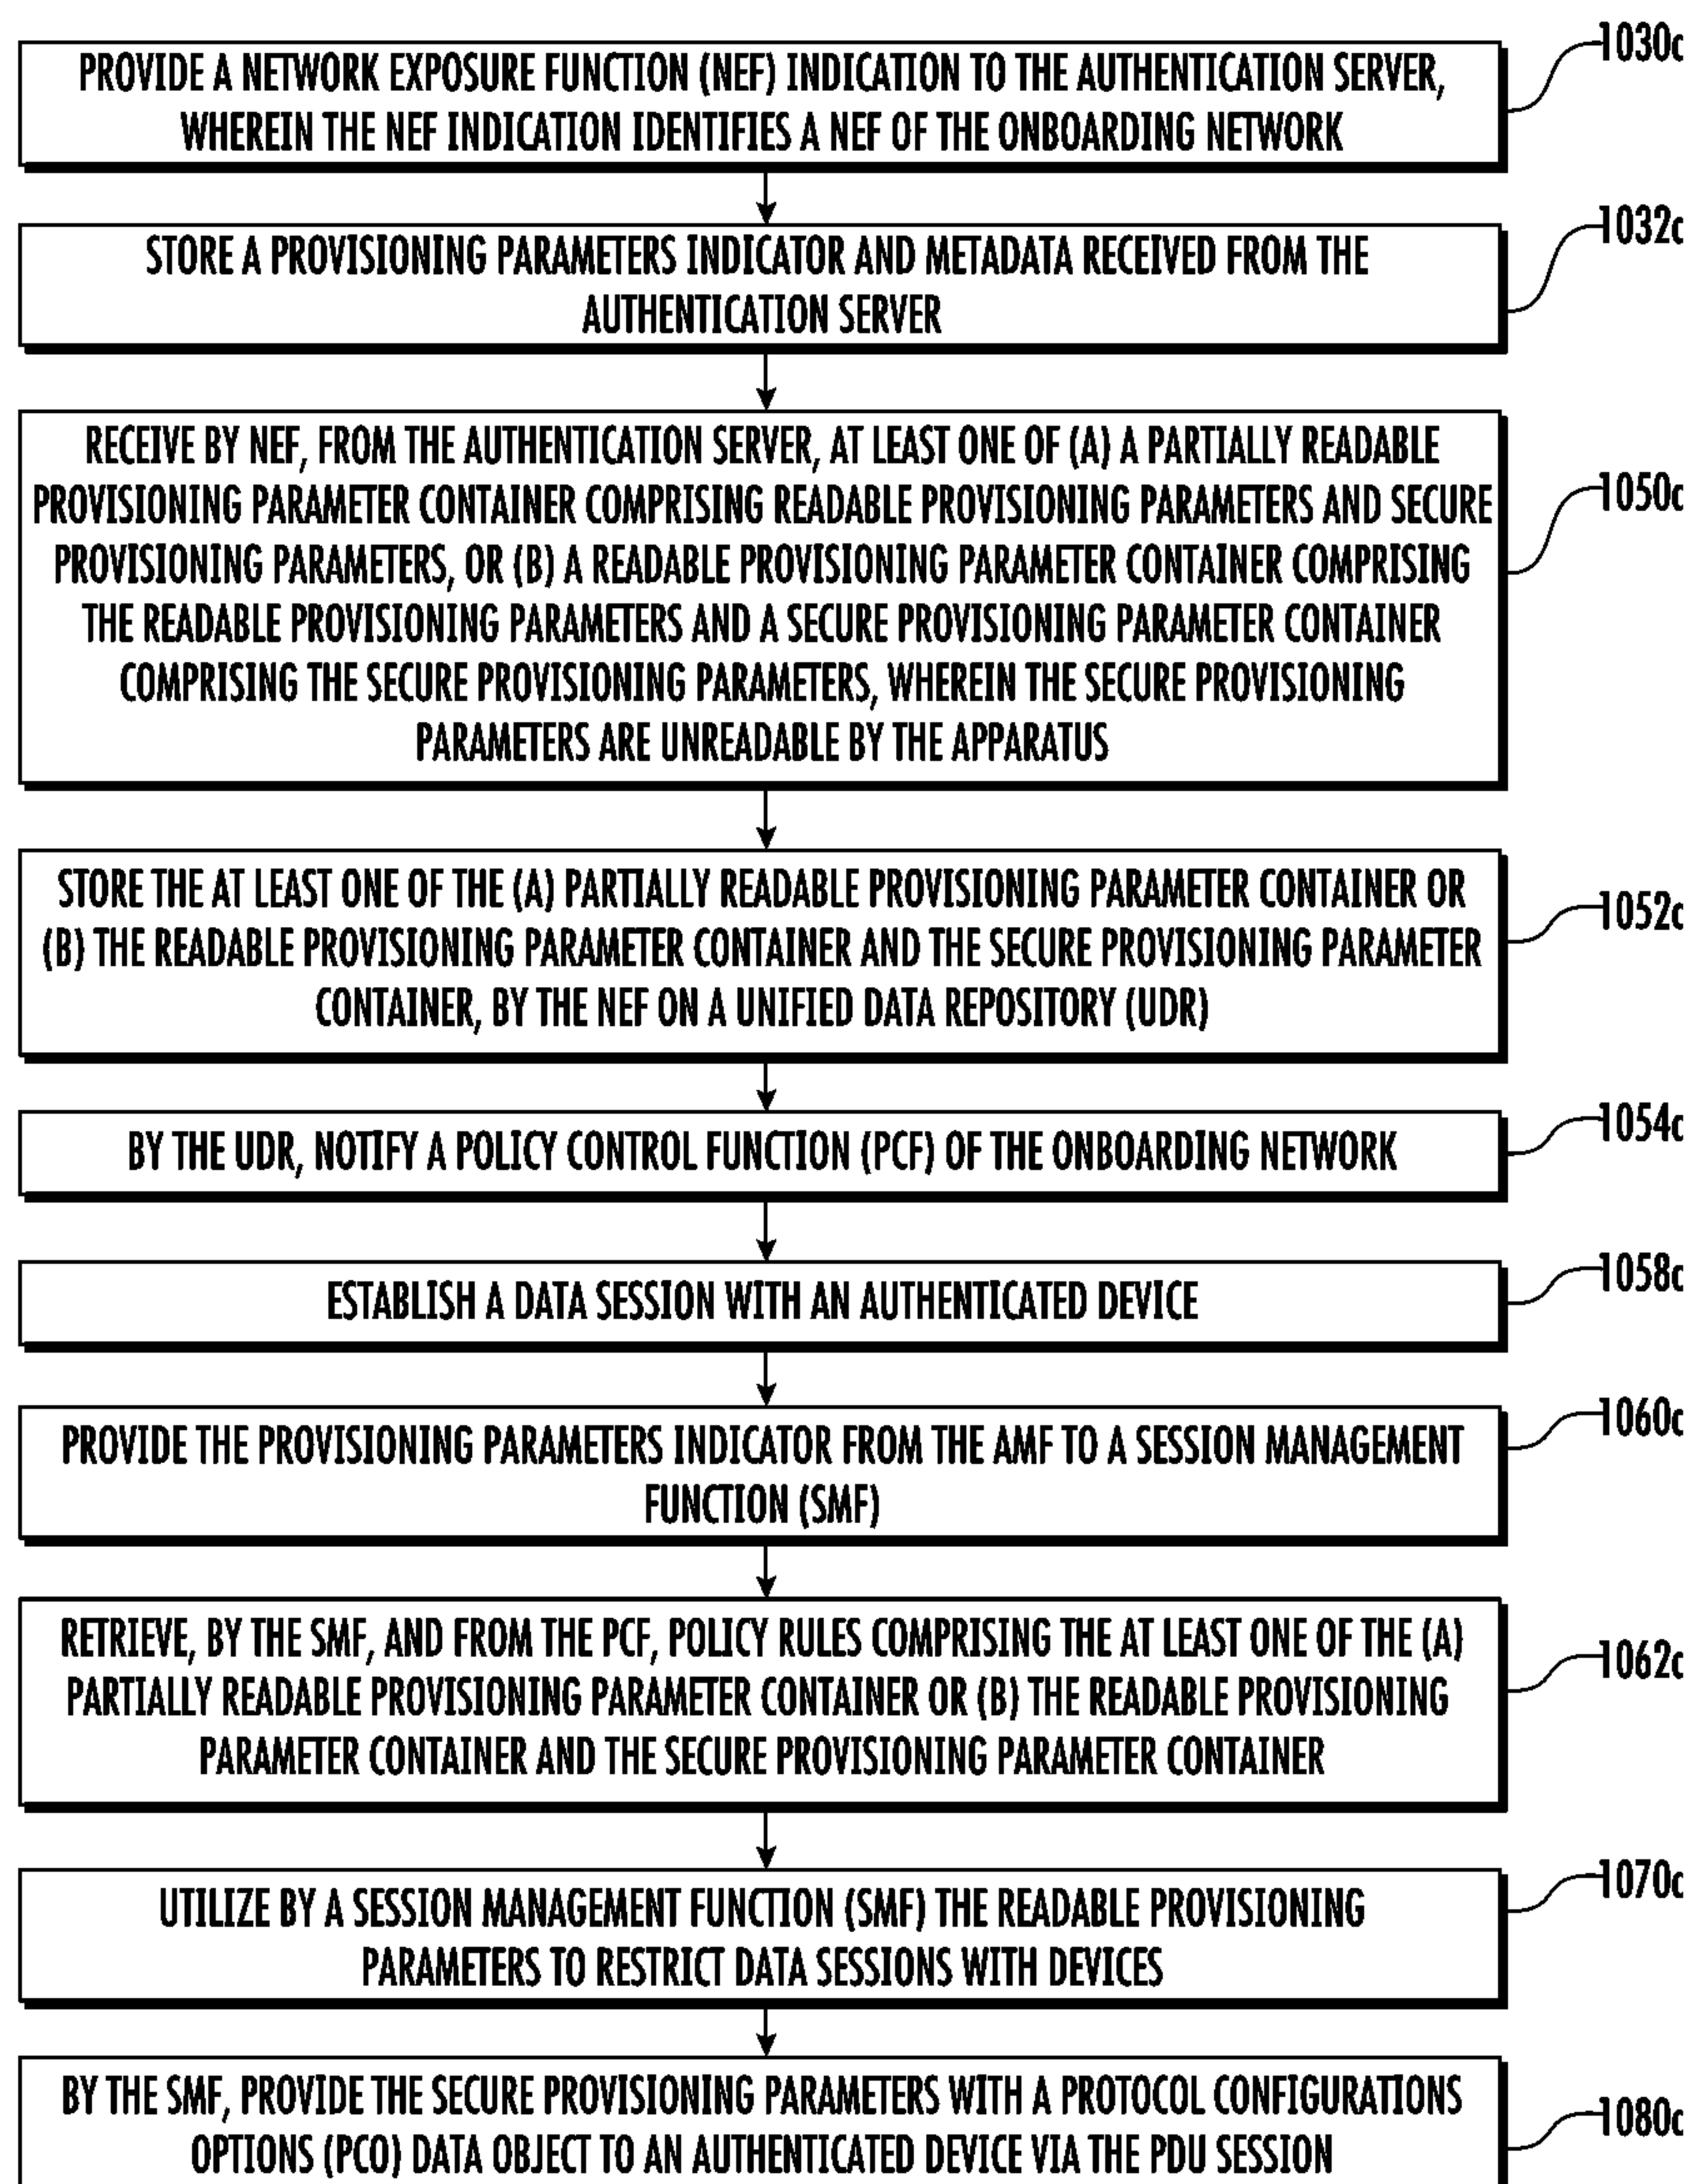 1030c
PROVIDE A NETWORK EXPOSURE FUNCTION (NEF) INDICATION TO THE AUTHENTICATION SERVER,
WHEREIN THE NEF INDICATION IDENTIFIES A NEF OF THE ONBOARDING NETWORK
1032c
STORE A PROVISIONING PARAMETERS INDICATOR AND METADATA RECEIVED FROM THE
AUTHENTICATION SERVER
1050c
RECEIVE BY NEF, FROM THE AUTHENTICATION SERVER, AT LEAST ONE OF (A) A PARTIALLY READABLE
PROVISIONING PARAMETER CONTAINER COMPRISING READABLE PROVISIONING PARAMETERS AND SECURE
PROVISIONING PARAMETERS, OR (B) A READABLE PROVISIONING PARAMETER CONTAINER COMPRISING
THE READABLE PROVISIONING PARAMETERS AND A SECURE PROVISIONING PARAMETER CONTAINER
COMPRISING THE SECURE PROVISIONING PARAMETERS, WHEREIN THE SECURE PROVISIONING
PARAMETERS ARE UNREADABLE BY THE APPARATUS
1052c
STORE THE AT LEAST ONE OF THE (A) PARTIALLY READABLE PROVISIONING PARAMETER CONTAINER OR
(B) THE READABLE PROVISIONING PARAMETER CONTAINER AND THE SECURE PROVISIONING PARAMETER
CONTAINER, BY THE NEF ON A UNIFIED DATA REPOSITORY (UDR)
1054c
BY THE UDR, NOTIFY A POLICY CONTROL FUNCTION (PCF) OF THE ONBOARDING NETWORK
1058c
ESTABLISH A DATA SESSION WITH AN AUTHENTICATED DEVICE
1060c
PROVIDE THE PROVISIONING PARAMETERS INDICATOR FROM THE AMF TO A SESSION MANAGEMENT
FUNCTION (SMF)
1062c
RETRIEVE, BY THE SMF, AND FROM THE PCF, POLICY RULES COMPRISING THE AT LEAST ONE OF THE (A)
PARTIALLY READABLE PROVISIONING PARAMETER CONTAINER OR (B) THE READABLE PROVISIONING
PARAMETER CONTAINER AND THE SECURE PROVISIONING PARAMETER CONTAINER
1070c
UTILIZE BY A SESSION MANAGEMENT FUNCTION (SMF) THE READABLE PROVISIONING
PARAMETERS TO RESTRICT DATA SESSIONS WITH DEVICES
1080c
BY THE SMF, PROVIDE THE SECURE PROVISIONING PARAMETERS WITH A PROTOCOL CONFIGURATIONS
OPTIONS (PCO) DATA OBJECT TO AN AUTHENTICATED DEVICE VIA THE PDU SESSION